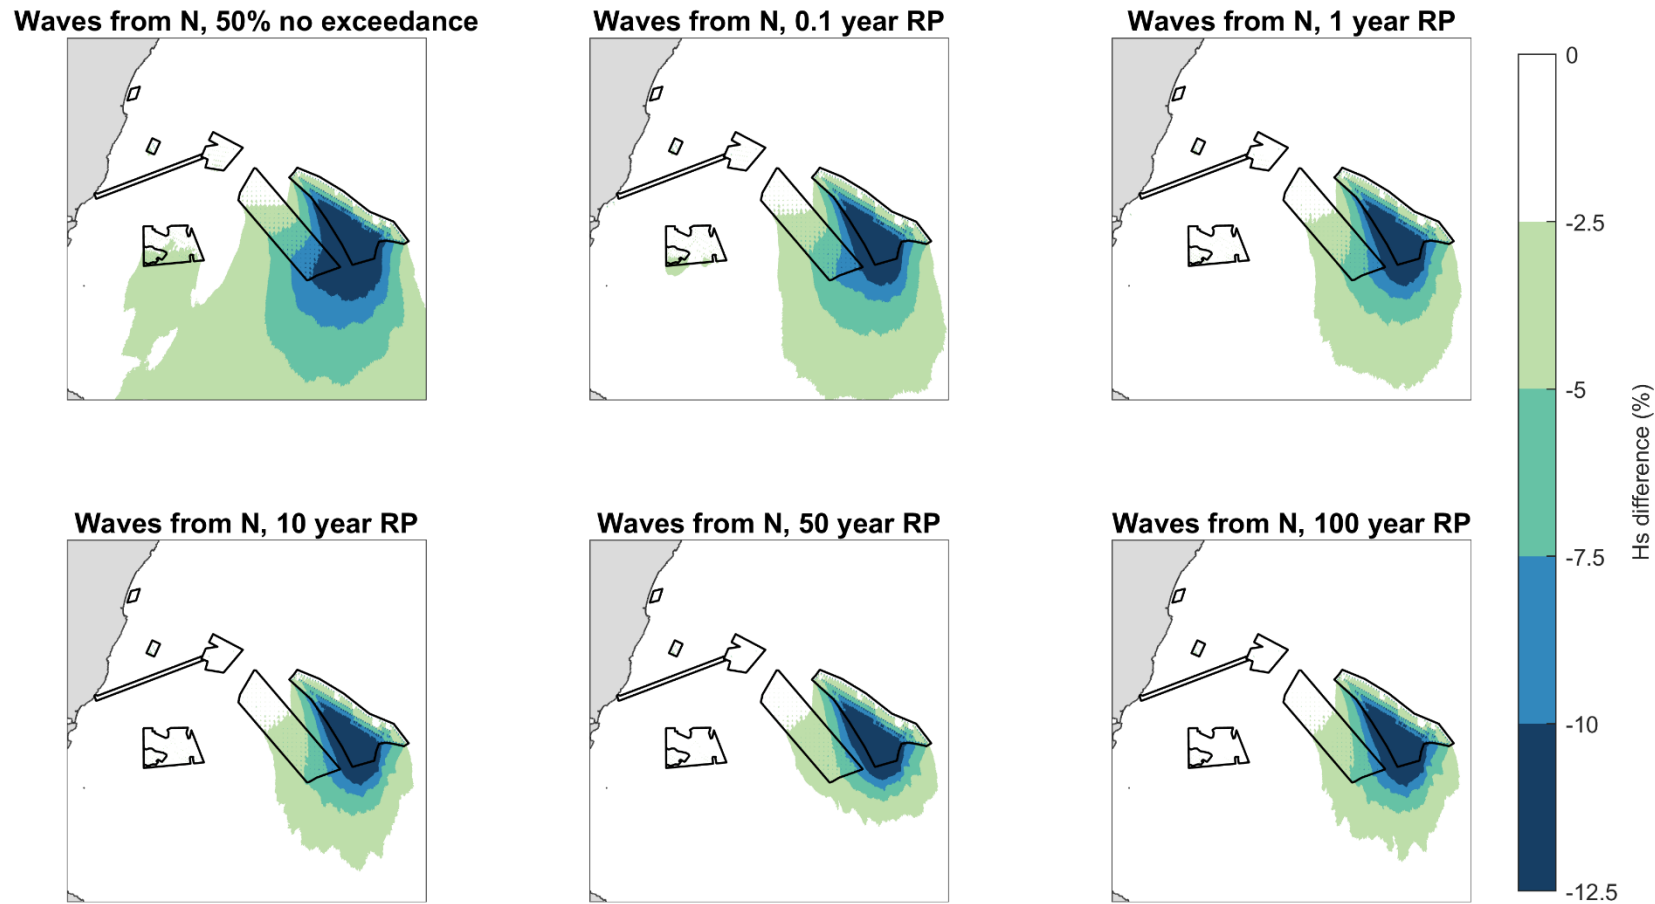 Waves from N, 50% no exceedance
Waves from N, 0.1 year RP
Waves from N, 1 year RP
0
-2.5
-5
-7.5
-10
-12.5
Hs difference (%)
Waves from N, 10 year RP
Waves from N, 50 year RP
Waves from N, 100 year RP